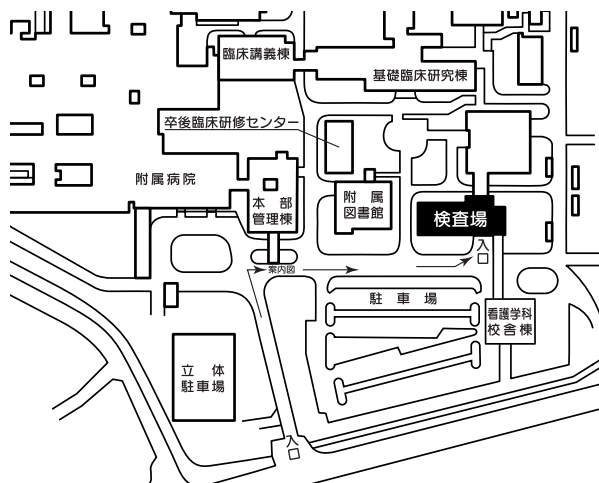 臨床講義棟
基礎臨床研究棟
卒後臨床研修センター
附属病院
本部
管理棟
附属
図書館
検査場
入口
案内図
駐車場
看護学科
校舎棟
立体
駐車場
入口